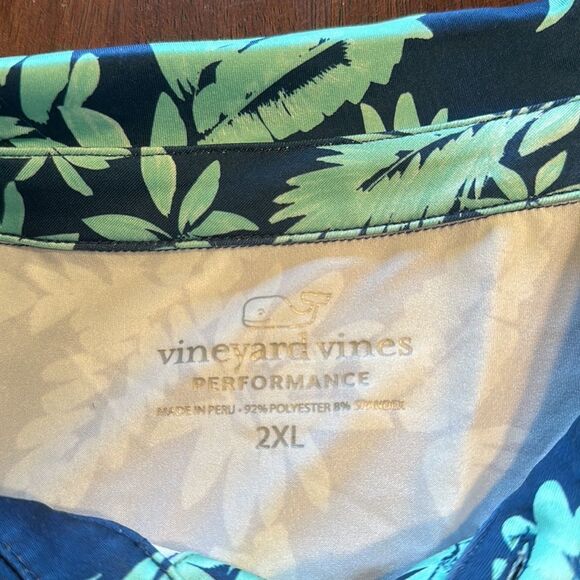 vineyard vines
PERFORMANCE
MADE IN PERU • 92% POLYESTER 8% SPANDEX
2XL